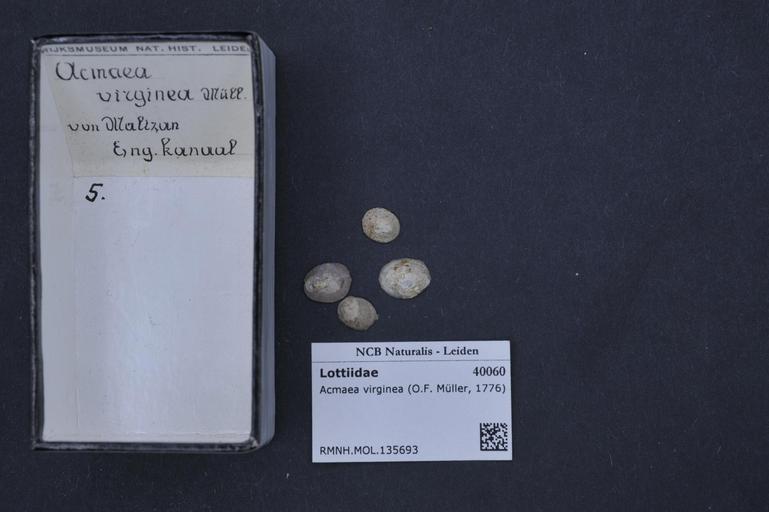 RIJKSMUSEUM NAT. HIST. LEIDEN
Acmaea
virginea Müll.
von Maltzan
Eng. kanaal
5.
NCB Naturalis - Leiden
Lottiidae 40060
Acmaea virginea (O.F. Müller, 1776)
RMNH.MOL.135693